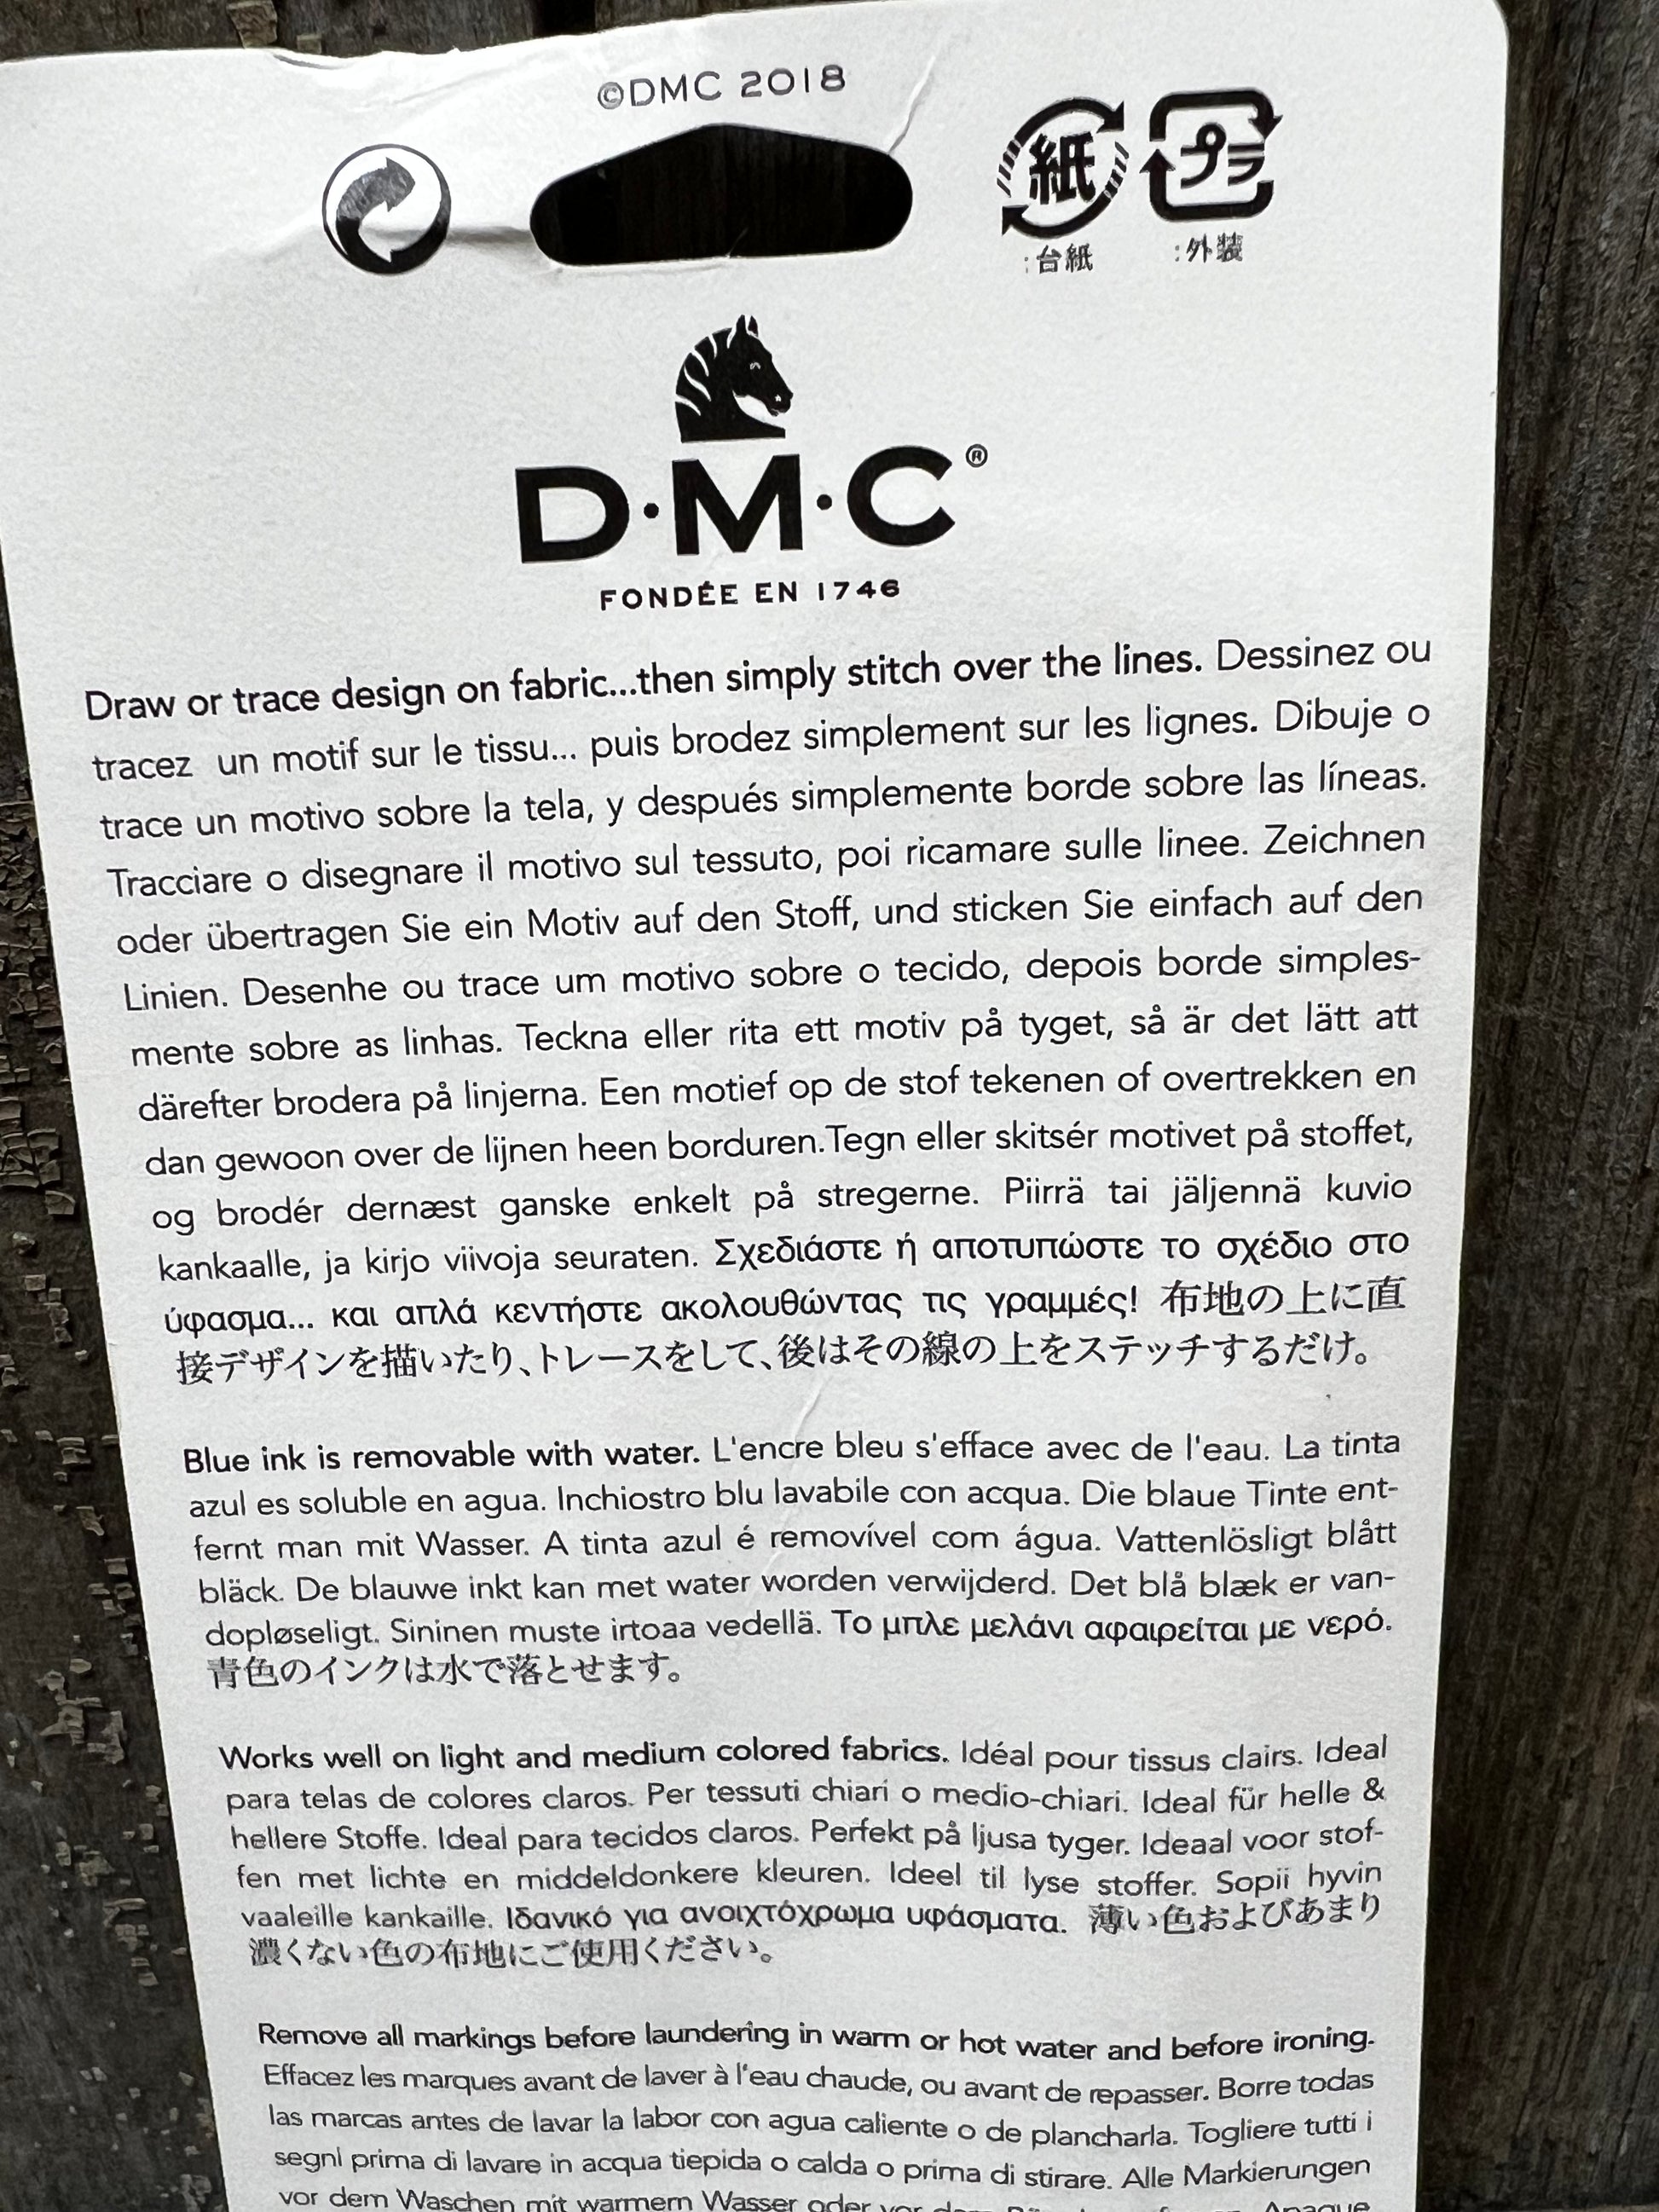 ©DMC 2018
紙 プラ
:台紙 :外装
D·M·C®
FONDÉE EN 1746
Draw or trace design on fabric...then simply stitch over the lines. Dessinez ou
tracez un motif sur le tissu... puis brodez simplement sur les lignes. Dibuje o
trace un motivo sobre la tela, y después simplemente borde sobre las líneas.
Tracciare o disegnare il motivo sul tessuto, poi ricamare sulle linee. Zeichnen
oder übertragen Sie ein Motiv auf den Stoff, und sticken Sie einfach auf den
Linien. Desenhe ou trace um motivo sobre o tecido, depois borde simples-
mente sobre as linhas. Teckna eller rita ett motiv på tyget, så är det lätt att
därefter brodera på linjerna. Een motief op de stof tekenen of overtrekken en
dan gewoon over de lijnen heen borduren.Tegn eller skitsér motivet på stoffet,
og brodér dernæst ganske enkelt på stregerne. Piirrä tai jäljennä kuvio
kankaalle, ja kirjo viivoja seuraten. Σχεδιάστε ή αποτυπώστε το σχέδιο στο
ύφασμα... και απλά κεντήστε ακολουθώντας τις γραμμές! 布地の上に直
接デザインを描いたり、トレースをして、後はその線の上をステッチするだけ。
Blue ink is removable with water. L'encre bleu s'efface avec de l'eau. La tinta
azul es soluble en agua. Inchiostro blu lavabile con acqua. Die blaue Tinte ent-
fernt man mit Wasser. A tinta azul é removível com água. Vattenlösligt blått
bläck. De blauwe inkt kan met water worden verwijderd. Det blå blæk er van-
dopløseligt. Sininen muste irtoaa vedellä. Το μπλε μελάνι αφαιρείται με νερό.
青色のインクは水で落とせます。
Works well on light and medium colored fabrics. Idéal pour tissus clairs. Ideal
para telas de colores claros. Per tessuti chiari o medio-chiari. Ideal für helle &
hellere Stoffe. Ideal para tecidos claros. Perfekt på ljusa tyger. Ideaal voor stof-
fen met lichte en middeldonkere kleuren. Ideel til lyse stoffer. Sopii hyvin
vaaleille kankaille. Ιδανικό για ανοιχτόχρωμα υφάσματα. 薄い色およびあまり
濃くない色の布地にご使用ください。
Remove all markings before laundering in warm or hot water and before ironing.
Effacez les marques avant de laver à l'eau chaude, ou avant de repasser. Borre todas
las marcas antes de lavar la labor con agua caliente o de plancharla. Togliere tutti i
segni prima di lavare in acqua tiepida o calda o prima di stirare. Alle Markierungen
vor dem Waschen mit warmem Wasser oder vor